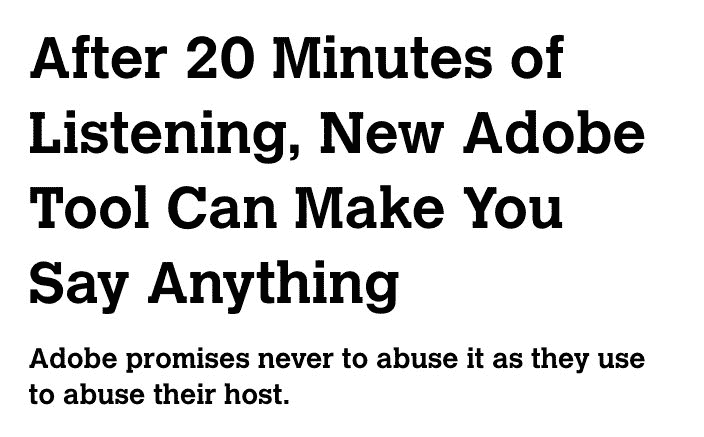 After 20 Minutes of
Listening, New Adobe
Tool Can Make You
Say Anything
Adobe promises never to abuse it as they use
to abuse their host.